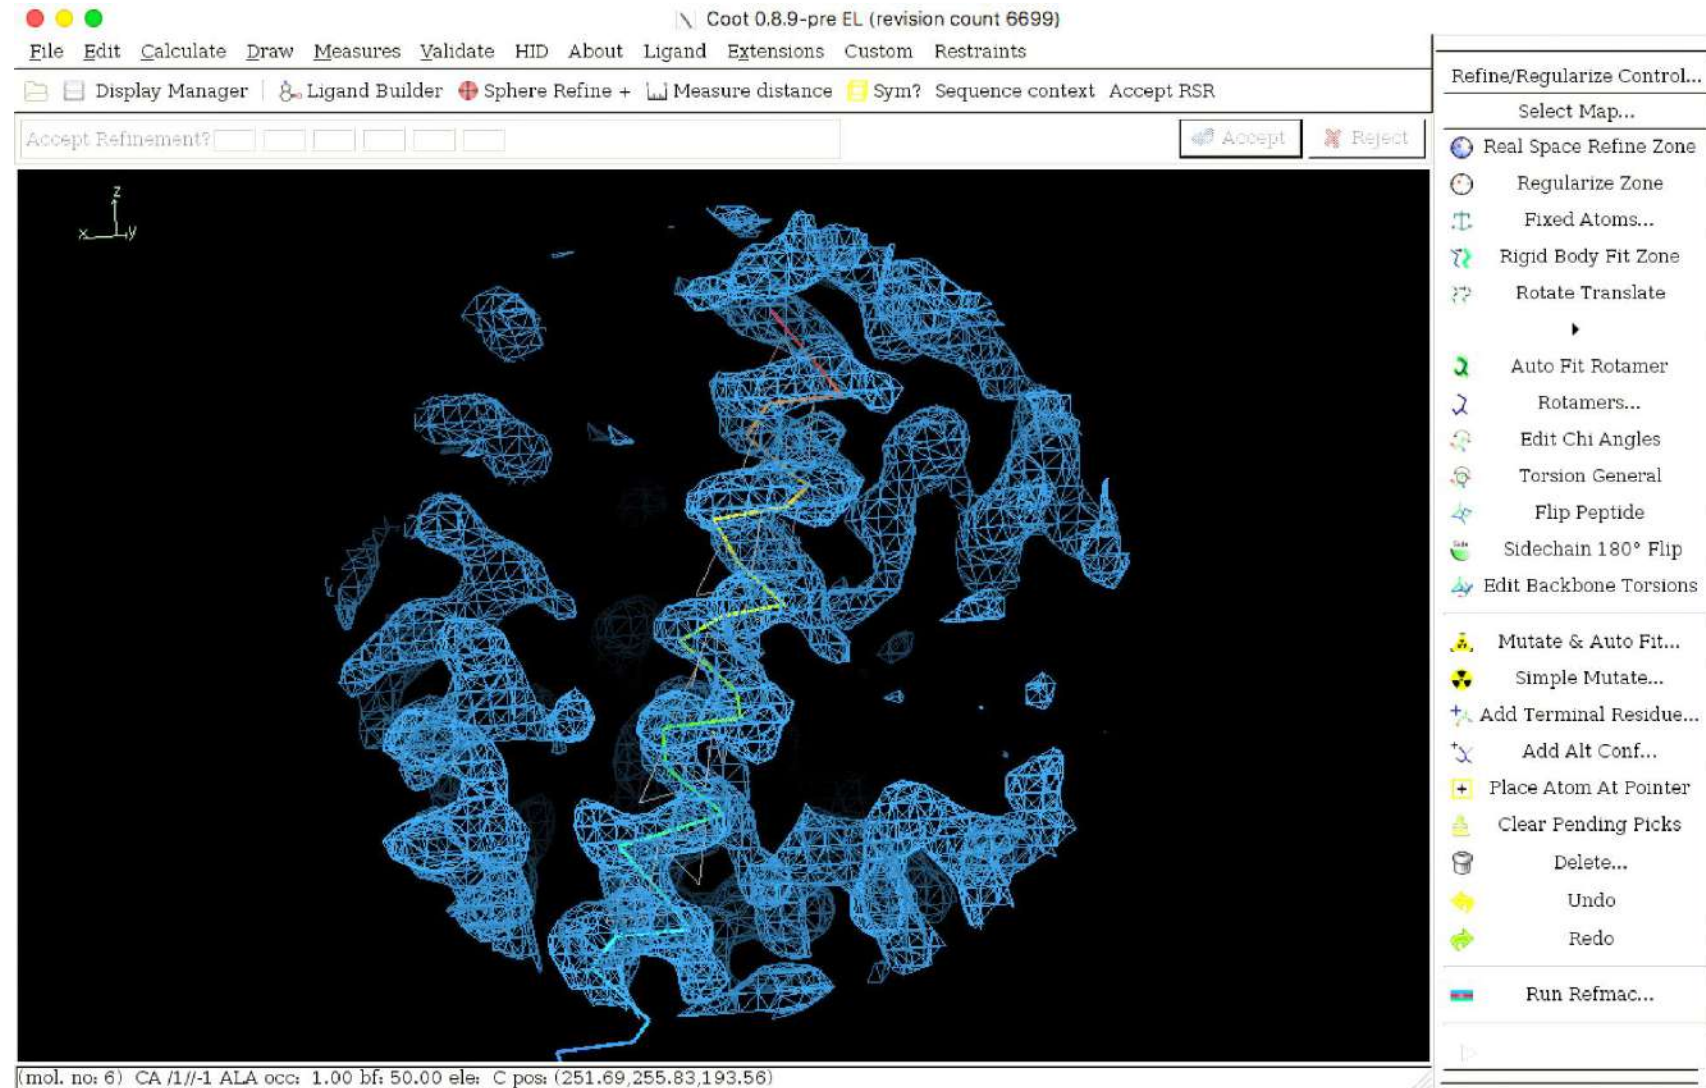 Coot 0.8.9-pre EL (revision count 6699)
File Edit Calculate Draw Measures Validate HID About Ligand Extensions Custom Restraints
Display Manager Ligand Builder Sphere Refine + Measure distance Sym? Sequence context Accept RSR
Accept Refinement? Accept Reject
z
x y
Refine/Regularize Control...
Select Map...
Real Space Refine Zone
Regularize Zone
Fixed Atoms...
Rigid Body Fit Zone
Rotate Translate
Auto Fit Rotamer
Rotamers...
Edit Chi Angles
Torsion General
Flip Peptide
Sidechain 180° Flip
Edit Backbone Torsions
Mutate & Auto Fit...
Simple Mutate...
Add Terminal Residue...
Add Alt Conf...
Place Atom At Pointer
Clear Pending Picks
Delete...
Undo
Redo
Run Refmac...
(mol. no: 6) CA /1//-1 ALA occ: 1.00 bf: 50.00 ele: C pos: (251.69,255.83,193.56)